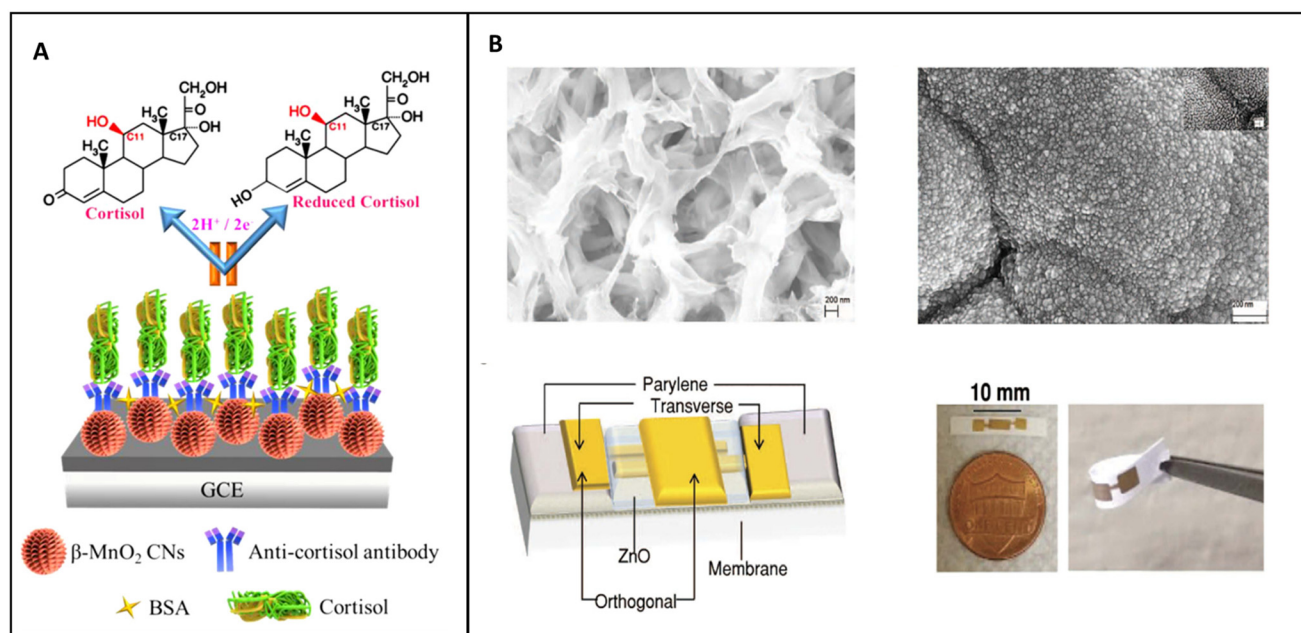 A
CH₂OH
H₃C
O
HO
OH
C11
C17
H₃C
O
Cortisol
CH₂OH
H₃C
O
HO
OH
C11
C17
H₃C
HO
Reduced Cortisol
2H⁺ / 2e⁻
GCE
β-MnO₂ CNs
Anti-cortisol antibody
BSA
Cortisol
B
200 nm
200 nm
Parylene
Transverse
ZnO
Membrane
Orthogonal
10 mm